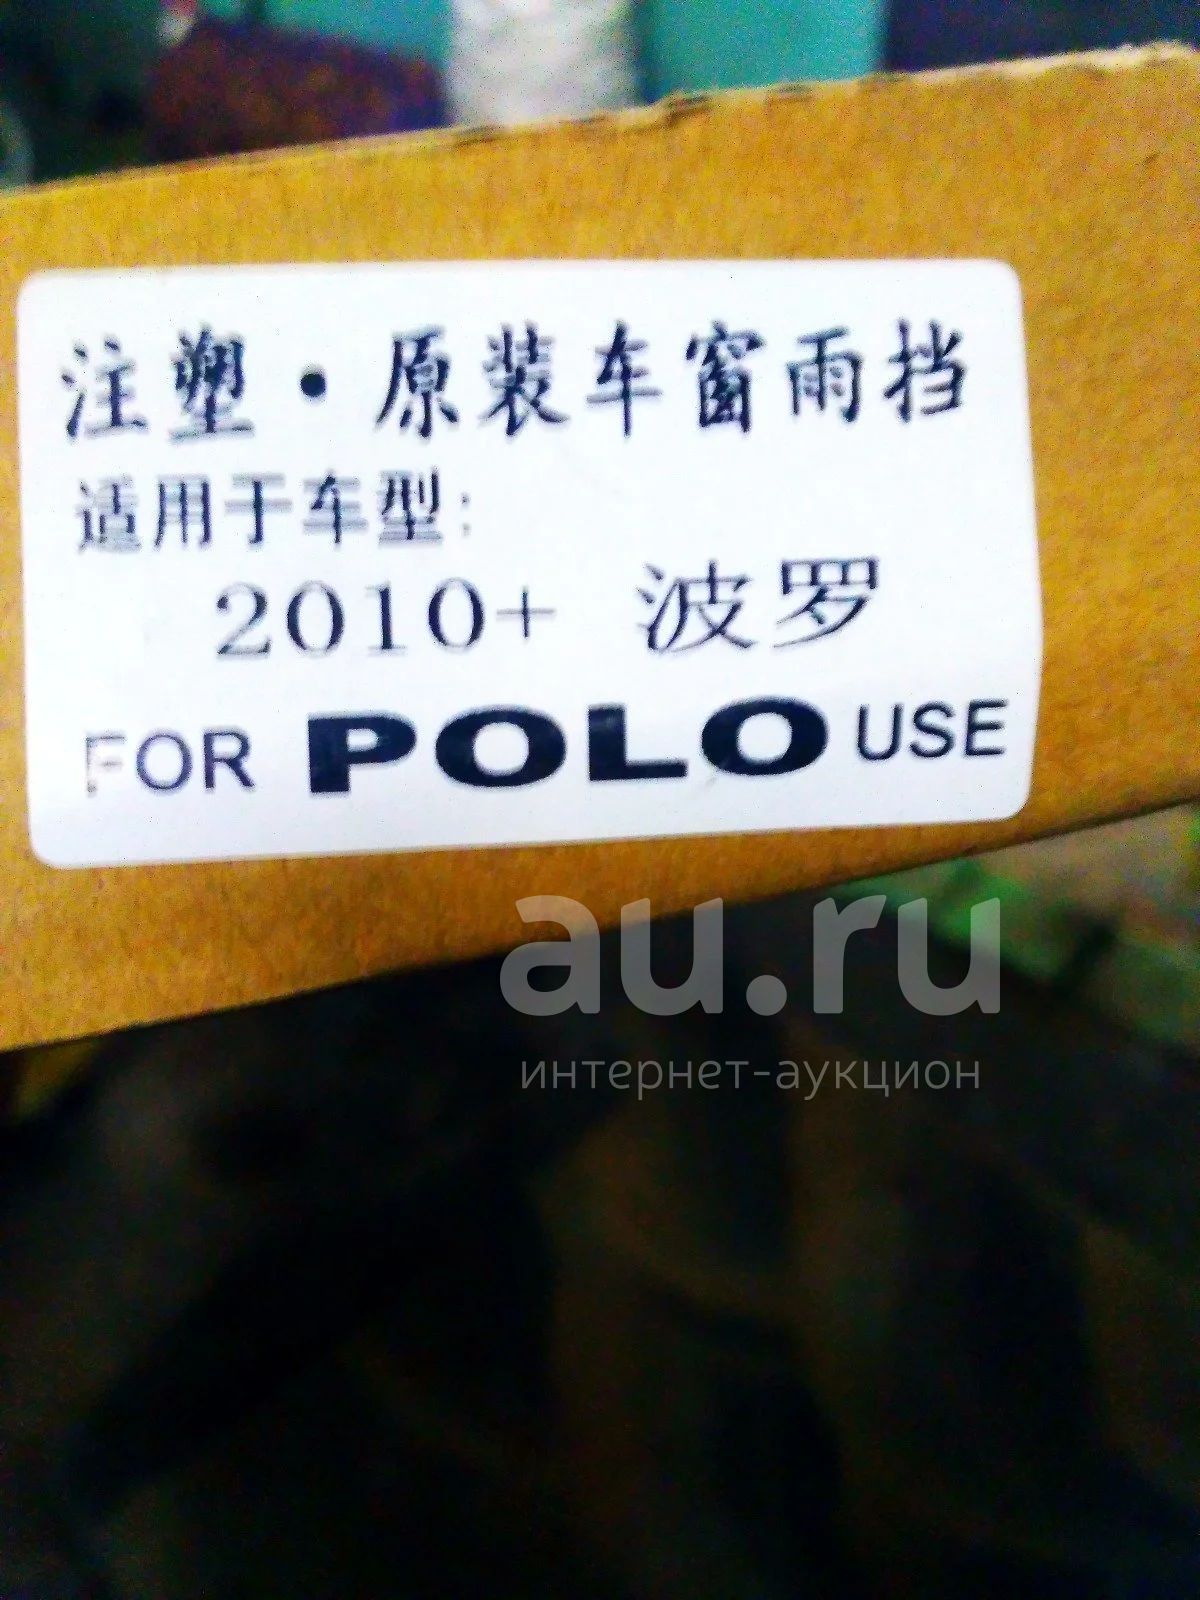 注塑·原装车窗雨挡
适用于车型:
2010+ 波罗
FOR POLO USE
au.ru
интернет-аукцион